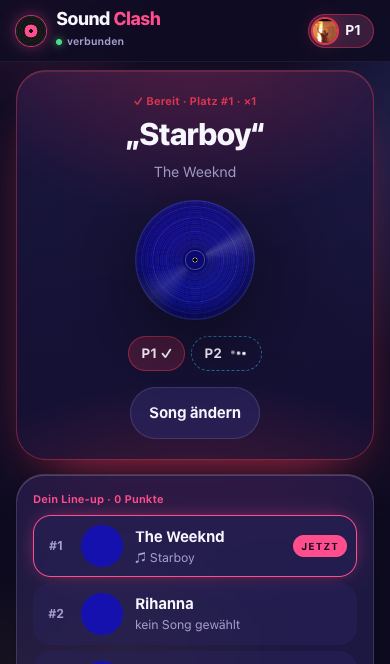 Sound Clash
verbunden
P1
✓ Bereit · Platz #1 · ×1
„Starboy“
The Weeknd
P1 ✓
P2 •••
Song ändern
Dein Line-up · 0 Punkte
#1
The Weeknd
♫ Starboy
JETZT
#2
Rihanna
kein Song gewählt